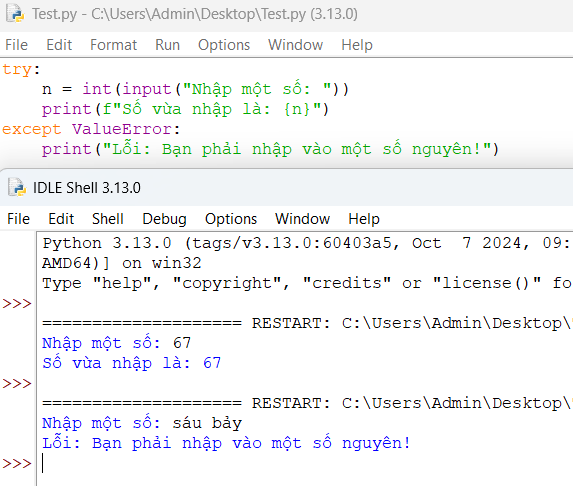 Test.py - C:\Users\Admin\Desktop\Test.py (3.13.0)
File Edit Format Run Options Window Help
try:
    n = int(input("Nhập một số: "))
    print(f"Số vừa nhập là: {n}")
except ValueError:
    print("Lỗi: Bạn phải nhập vào một số nguyên!")
IDLE Shell 3.13.0
File Edit Shell Debug Options Window Help
Python 3.13.0 (tags/v3.13.0:60403a5, Oct  7 2024, 09:
AMD64)] on win32
Type "help", "copyright", "credits" or "license()" fo
>>>
==================== RESTART: C:\Users\Admin\Desktop\
Nhập một số: 67
Số vừa nhập là: 67
>>>
==================== RESTART: C:\Users\Admin\Desktop\
Nhập một số: sáu bảy
Lỗi: Bạn phải nhập vào một số nguyên!
>>>